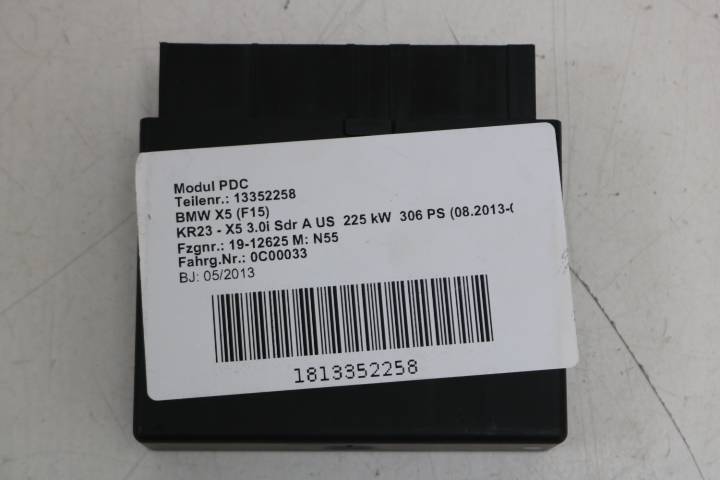 Modul PDC
Teilenr.: 13352258
BMW X5 (F15)
KR23 - X5 3.0i Sdr A US 225 kW 306 PS (08.2013-
Fzgnr.: 19-12625 M: N55
Fahrg.Nr.: 0C00033
BJ: 05/2013
1813352258